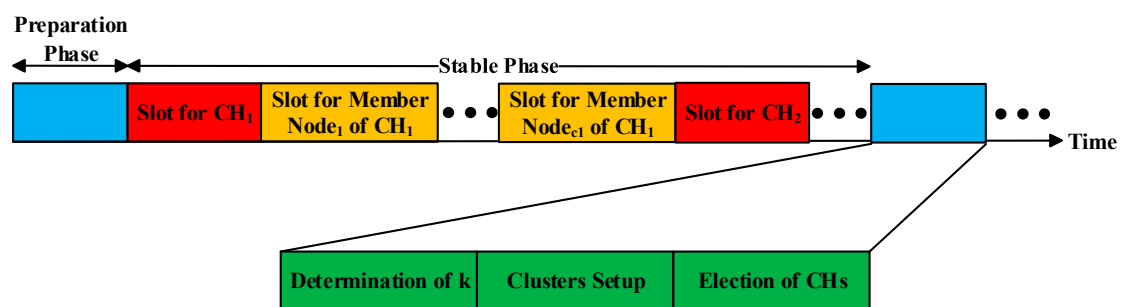 Preparation
Phase
Stable Phase
Slot for CH₁
Slot for Member
Node₁ of CH₁
Slot for Member
Node_c1 of CH₁
Slot for CH₂
Time
Determination of k
Clusters Setup
Election of CHs